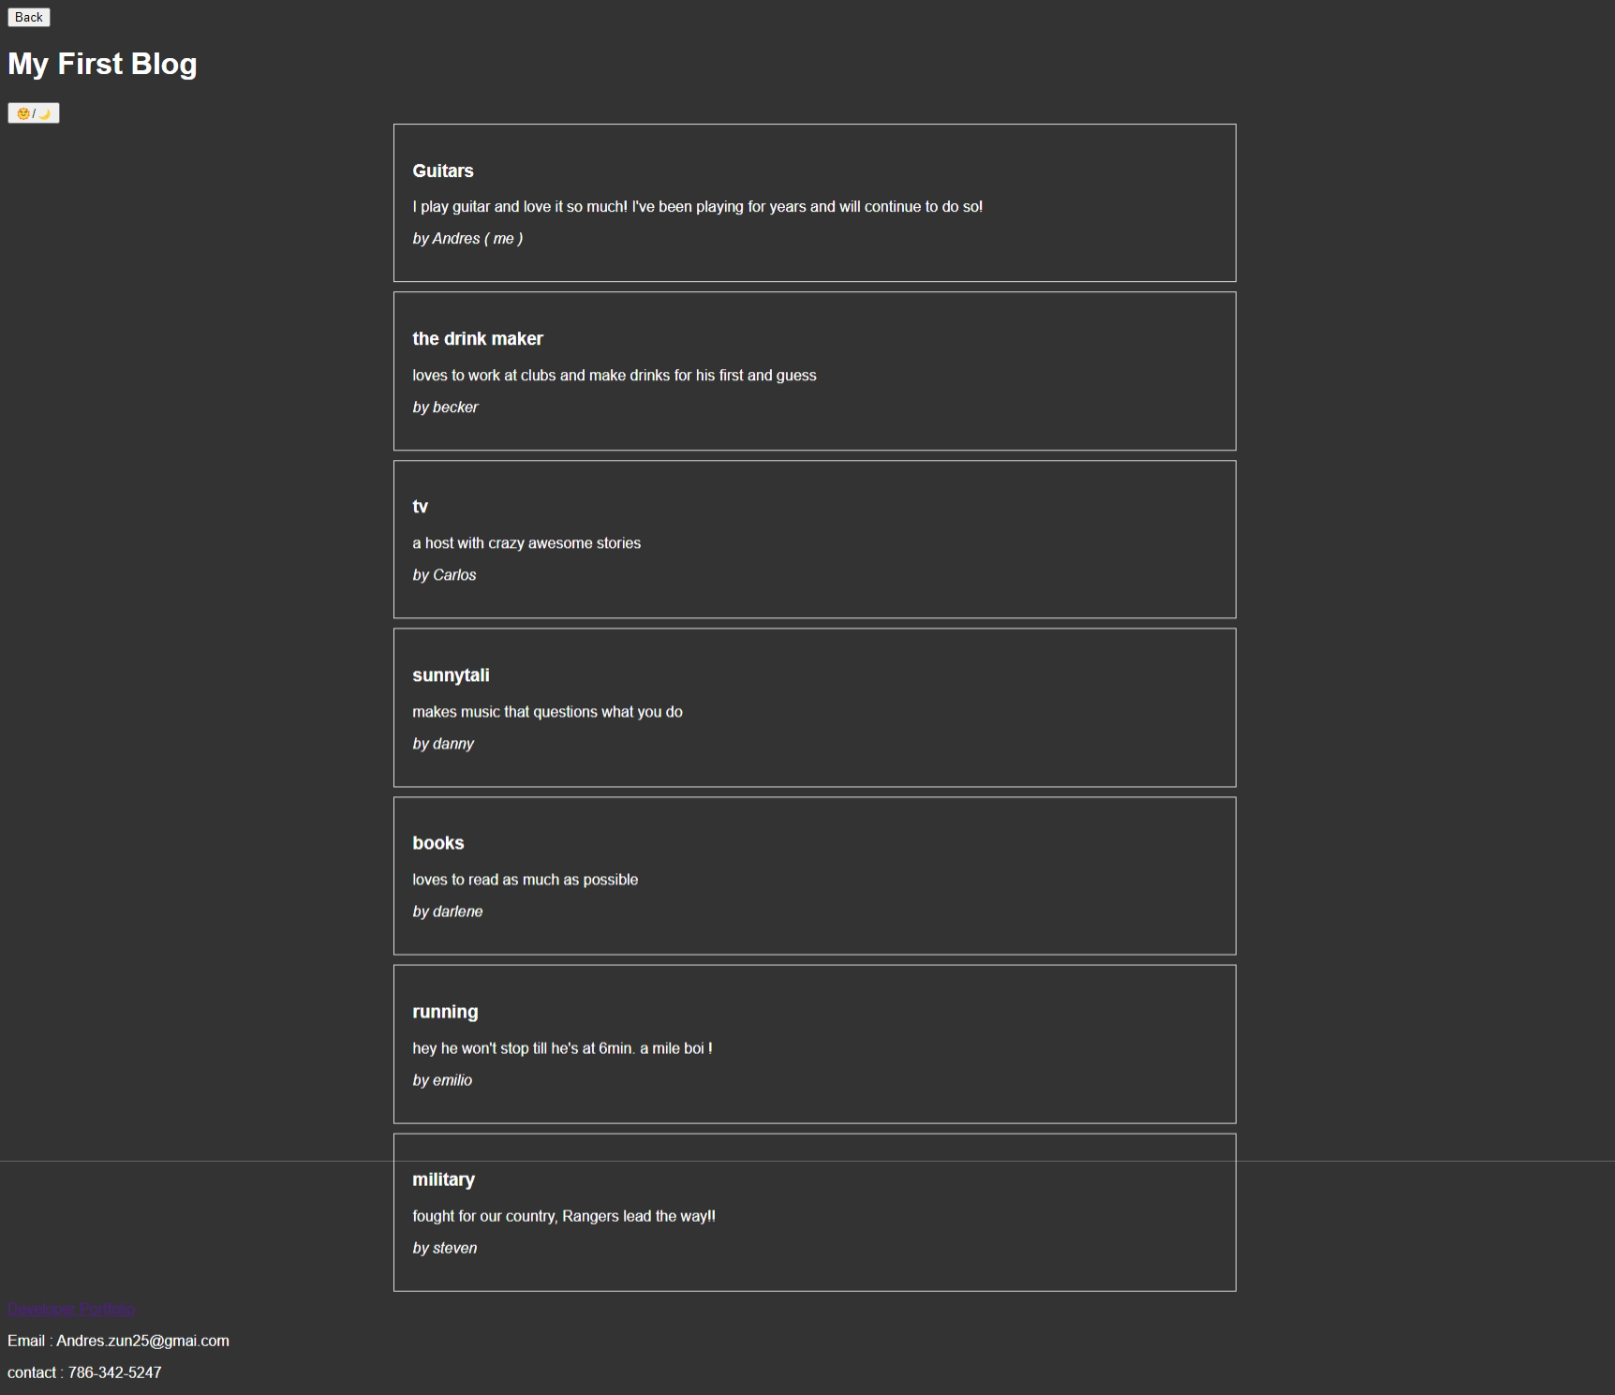 Back
My First Blog
🌞/🌙
Guitars
I play guitar and love it so much! I've been playing for years and will continue to do so!
by Andres ( me )
the drink maker
loves to work at clubs and make drinks for his first and guess
by becker
tv
a host with crazy awesome stories
by Carlos
sunnytali
makes music that questions what you do
by danny
books
loves to read as much as possible
by darlene
running
hey he won't stop till he's at 6min. a mile boi !
by emilio
military
fought for our country, Rangers lead the way!!
by steven
Developer Portfolio
Email : Andres.zun25@gmai.com
contact : 786-342-5247